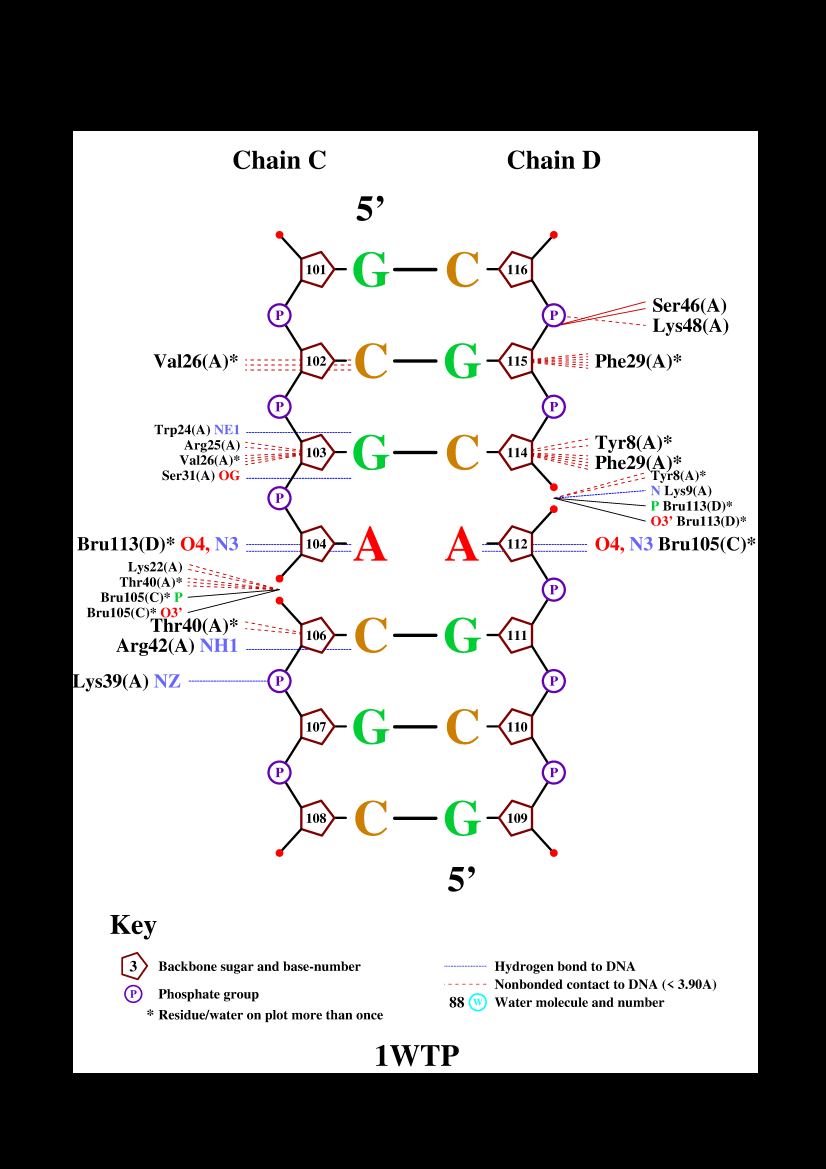 Chain C Chain D
5’
101 G C 116
P P
Ser46(A)
Lys48(A)
Val26(A)* 102 C G 115 Phe29(A)*
P P
Trp24(A) NE1
Arg25(A)
Val26(A)*
Ser31(A) OG
103 G C 114
Tyr8(A)*
Phe29(A)*
Tyr8(A)*
N Lys9(A)
P Bru113(D)*
O3' Bru113(D)*
P
Bru113(D)* O4, N3 104 A A 112 O4, N3 Bru105(C)*
Lys22(A)
Thr40(A)*
Bru105(C)* P
Bru105(C)* O3'
P
Thr40(A)*
Arg42(A) NH1
106 C G 111
Lys39(A) NZ P P
107 G C 110
P P
108 C G 109
5’
Key
3 Backbone sugar and base-number
P Phosphate group
* Residue/water on plot more than once
Hydrogen bond to DNA
Nonbonded contact to DNA (< 3.90A)
88 W Water molecule and number
1WTP